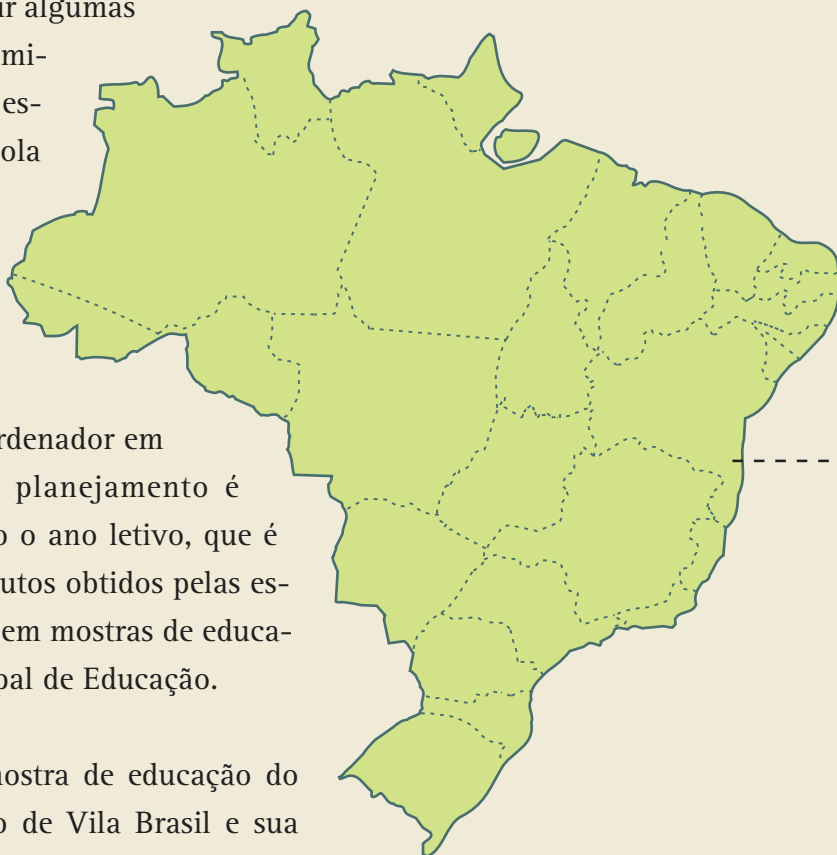 ir algumas
mi-
es-
ola
rdenador em
planejamento é
o o ano letivo, que é
utos obtidos pelas es-
em mostras de educa-
pal de Educação.
nostra de educação do
o de Vila Brasil e sua